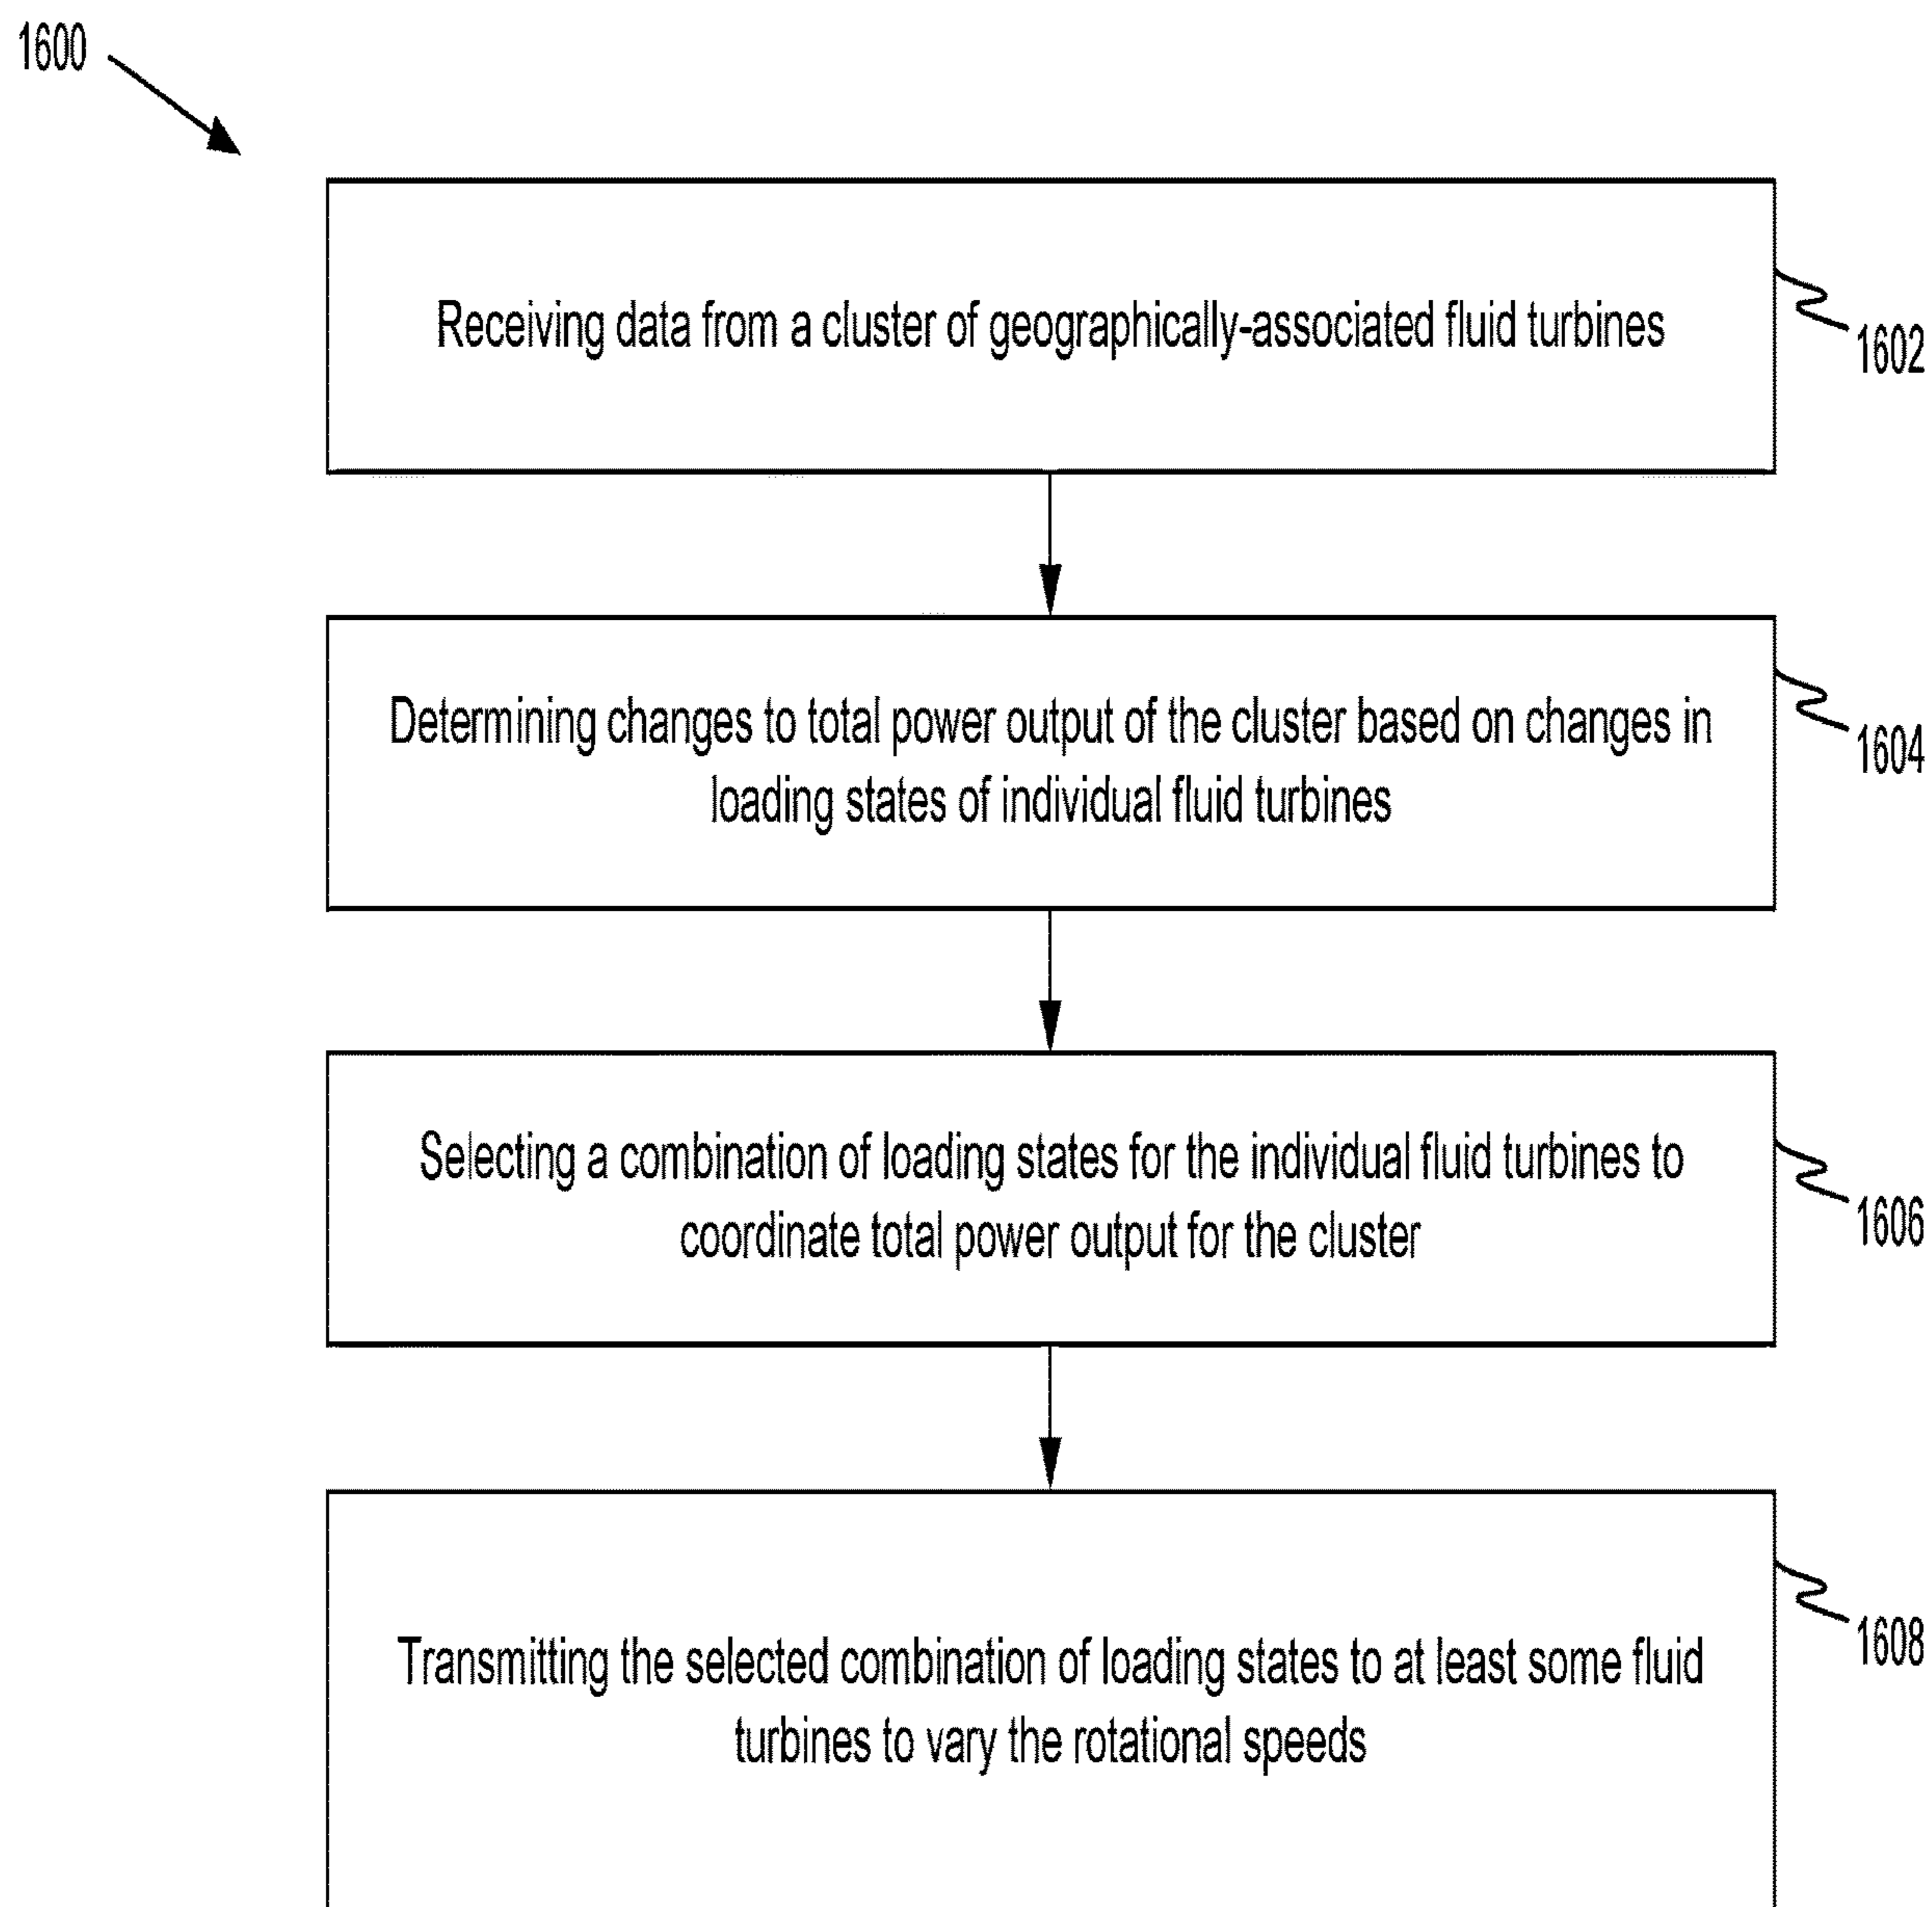 1600
Receiving data from a cluster of geographically-associated fluid turbines
1602
Determining changes to total power output of the cluster based on changes in
loading states of individual fluid turbines
1604
Selecting a combination of loading states for the individual fluid turbines to
coordinate total power output for the cluster
1606
Transmitting the selected combination of loading states to at least some fluid
turbines to vary the rotational speeds
1608